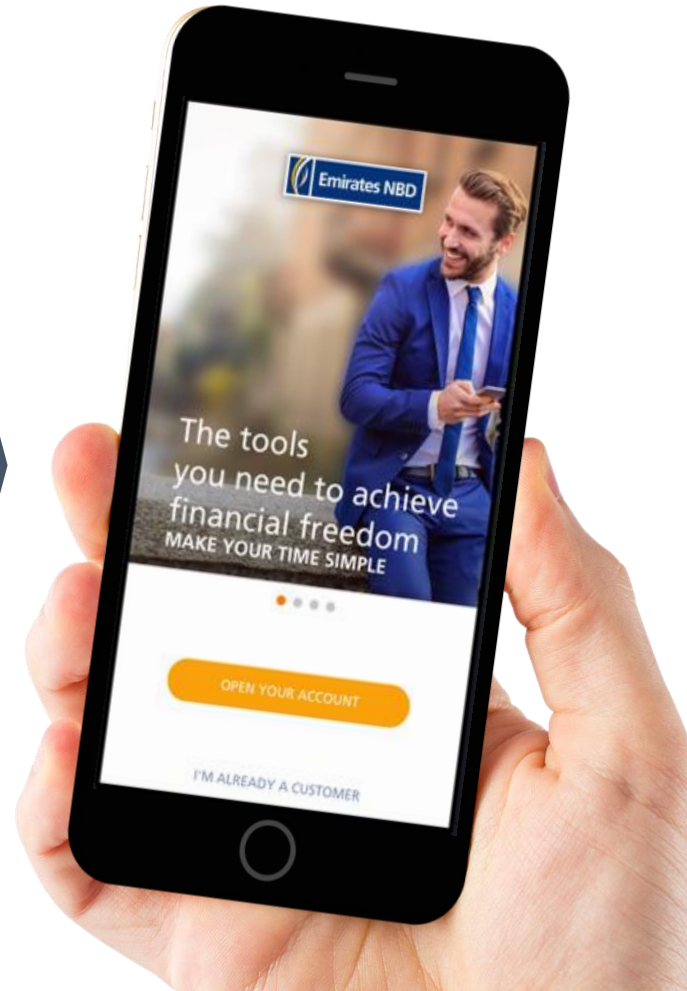 Emirates NBD
The tools
you need to achieve
financial freedom
MAKE YOUR TIME SIMPLE
OPEN YOUR ACCOUNT
I'M ALREADY A CUSTOMER